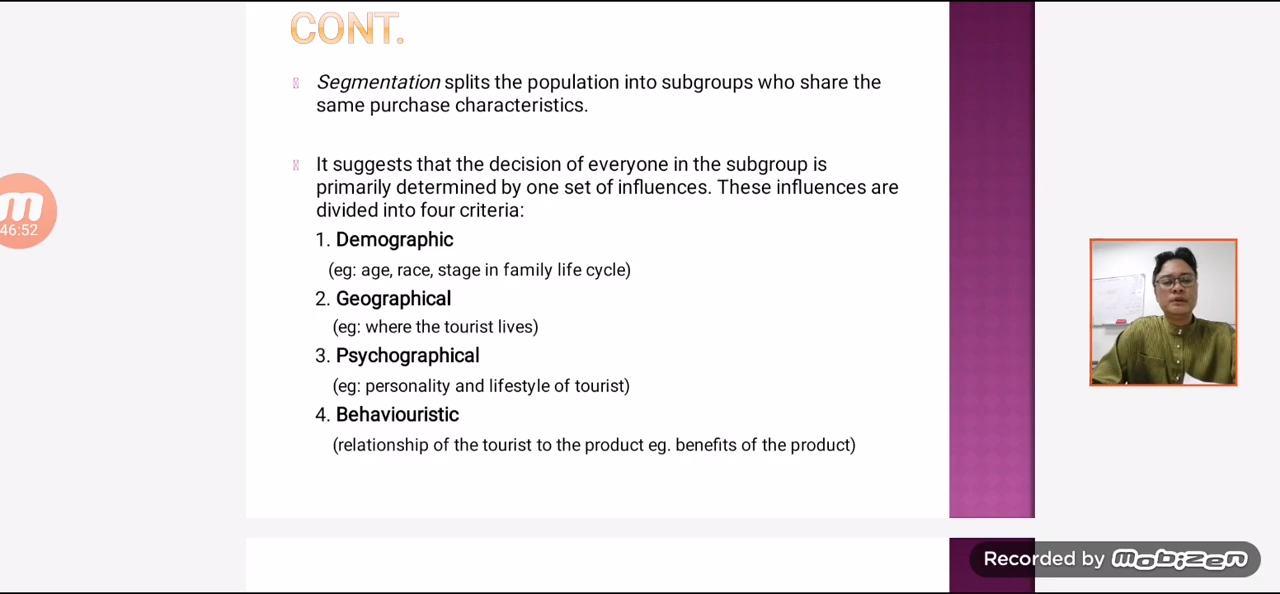 CONT.
Segmentation splits the population into subgroups who share the
same purchase characteristics.
It suggests that the decision of everyone in the subgroup is
primarily determined by one set of influences. These influences are
divided into four criteria:
1. Demographic
(eg: age, race, stage in family life cycle)
2. Geographical
(eg: where the tourist lives)
3. Psychographical
(eg: personality and lifestyle of tourist)
4. Behaviouristic
(relationship of the tourist to the product eg. benefits of the product)
m
46:52
Recorded by mobizen